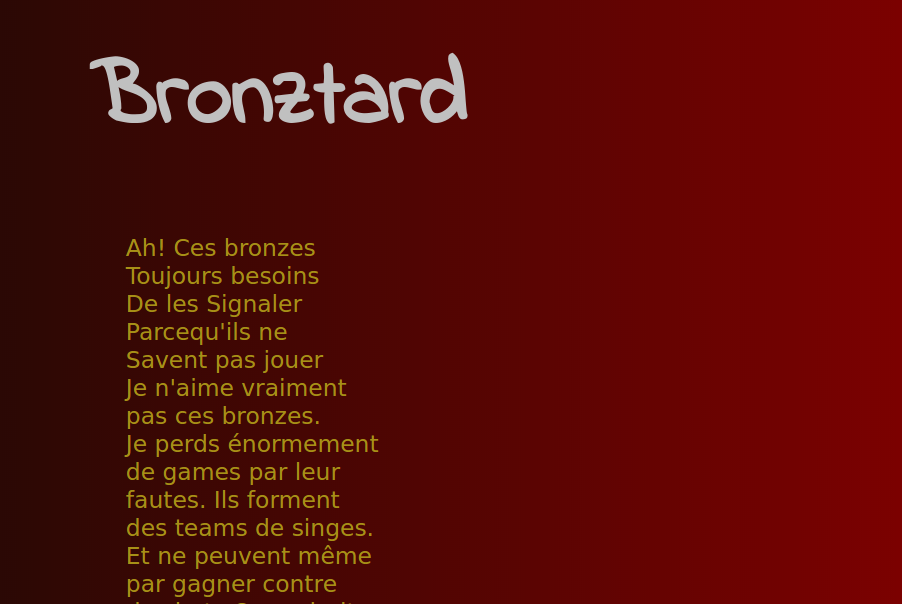 Bronztard
Ah! Ces bronzes
Toujours besoins
De les Signaler
Parcequ'ils ne
Savent pas jouer
Je n'aime vraiment
pas ces bronzes.
Je perds énormement
de games par leur
fautes. Ils forment
des teams de singes.
Et ne peuvent même
par gagner contre